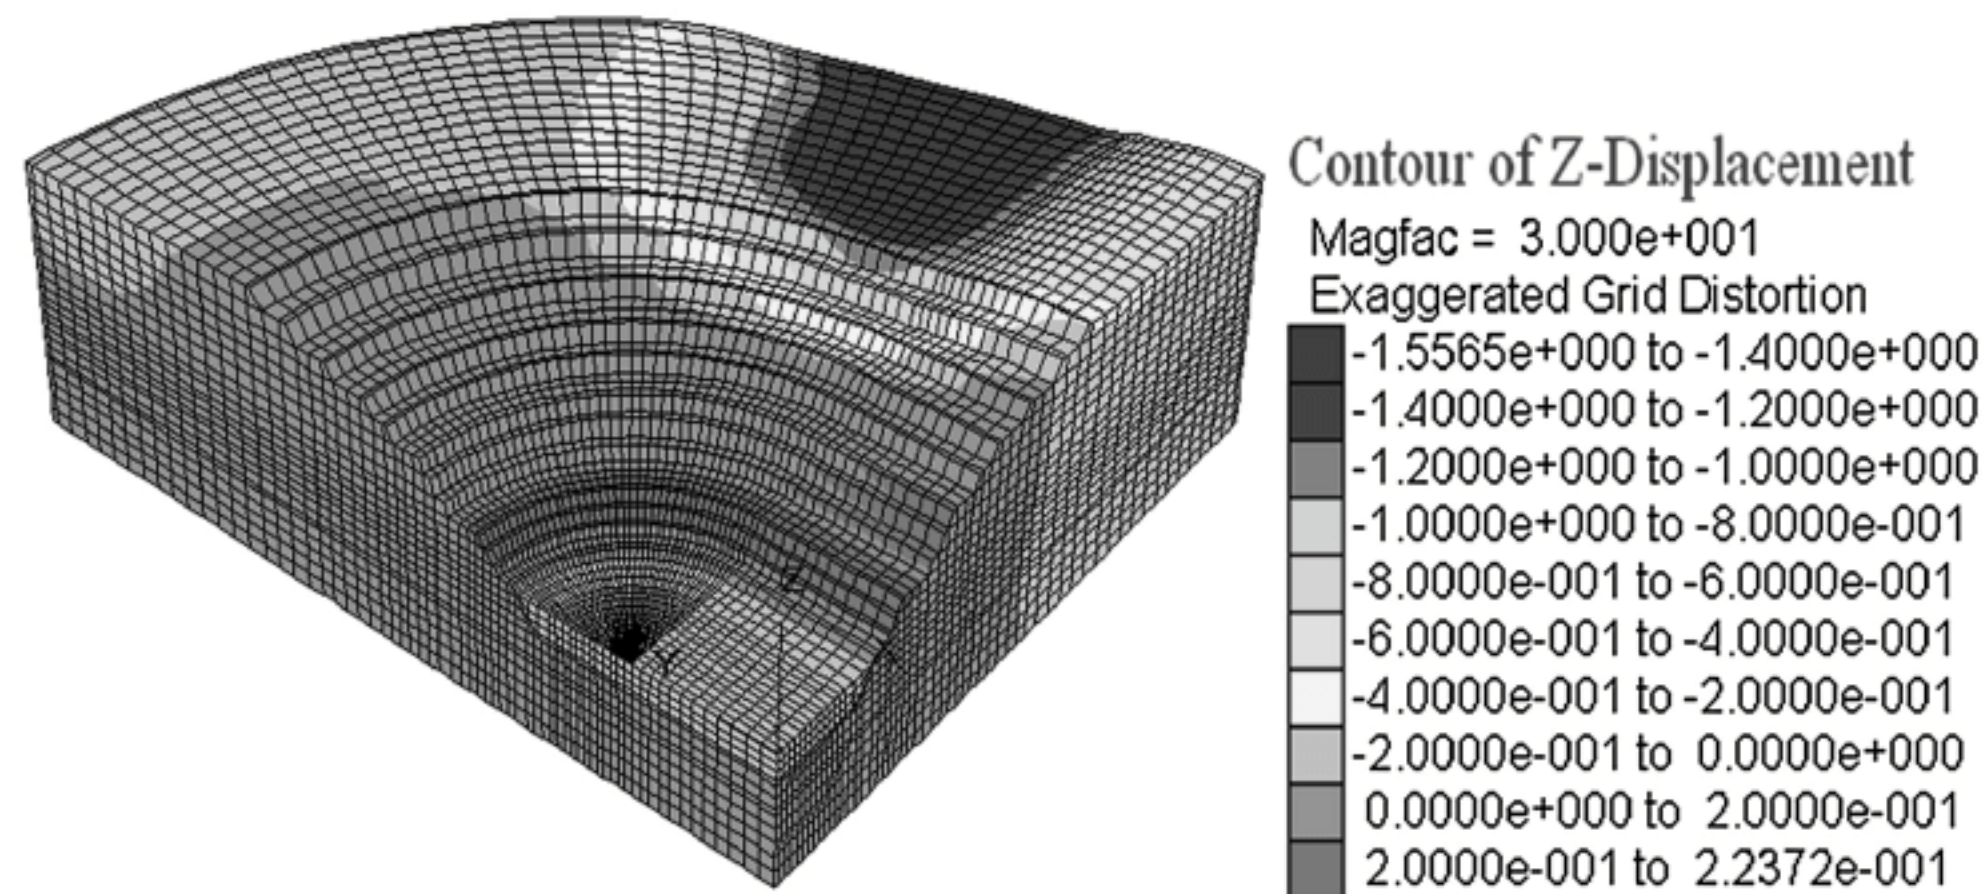 Contour of Z-Displacement
Magfac = 3.000e+001
Exaggerated Grid Distortion
-1.5565e+000 to -1.4000e+000
-1.4000e+000 to -1.2000e+000
-1.2000e+000 to -1.0000e+000
-1.0000e+000 to -8.0000e-001
-8.0000e-001 to -6.0000e-001
-6.0000e-001 to -4.0000e-001
-4.0000e-001 to -2.0000e-001
-2.0000e-001 to 0.0000e+000
0.0000e+000 to 2.0000e-001
2.0000e-001 to 2.2372e-001
Z
Y